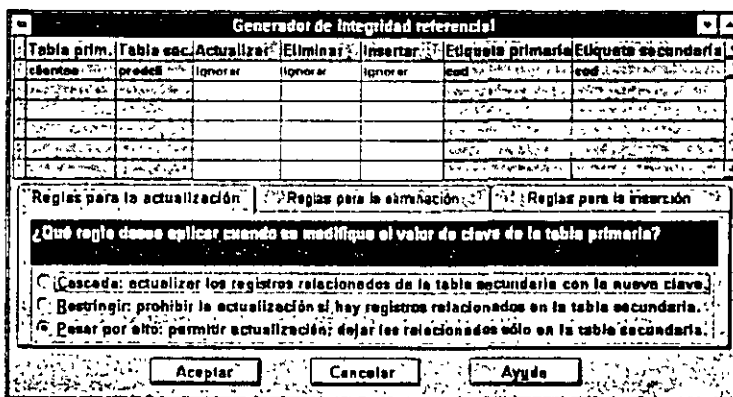 Generador de integridad referencial
Tabla prim. Tabla sec. Actualizar Eliminar Insertar Etiqueta primaria Etiqueta secundaria
clientes predcli Ignorar Ignorar Ignorar cod cod
Reglas para la actualización Reglas para la eliminación Reglas para la inserción
¿Qué regla desea aplicar cuando se modifique el valor de clave de la tabla primaria?
Cascada: actualizar los registros relacionados de la tabla secundaria con la nueva clave.
Restringir: prohibir la actualización si hay registros relacionados en la tabla secundaria.
Pasar por alto: permitir actualización; dejar los relacionados sólo en la tabla secundaria.
Aceptar Cancelar Ayuda